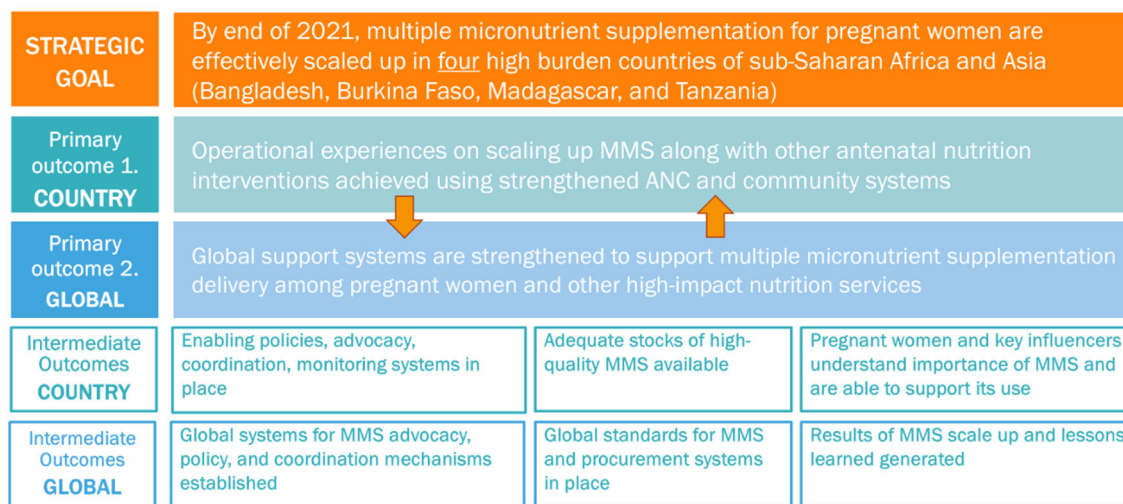 STRATEGIC
GOAL
By end of 2021, multiple micronutrient supplementation for pregnant women are
effectively scaled up in four high burden countries of sub-Saharan Africa and Asia
(Bangladesh, Burkina Faso, Madagascar, and Tanzania)
Primary
outcome 1.
COUNTRY
Operational experiences on scaling up MMS along with other antenatal nutrition
interventions achieved using strengthened ANC and community systems
Primary
outcome 2.
GLOBAL
Global support systems are strengthened to support multiple micronutrient supplementation
delivery among pregnant women and other high-impact nutrition services
Intermediate
Outcomes
COUNTRY
Enabling policies, advocacy,
coordination, monitoring systems in
place
Adequate stocks of high-
quality MMS available
Pregnant women and key influencers
understand importance of MMS and
are able to support its use
Intermediate
Outcomes
GLOBAL
Global systems for MMS advocacy,
policy, and coordination mechanisms
established
Global standards for MMS
and procurement systems
in place
Results of MMS scale up and lessons
learned generated